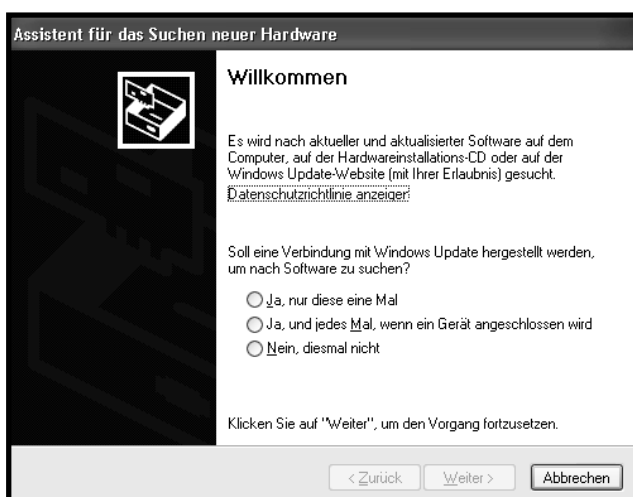 Assistent für das Suchen neuer Hardware
Willkommen
Es wird nach aktueller und aktualisierter Software auf dem
Computer, auf der Hardwareinstallations-CD oder auf der
Windows Update-Website (mit Ihrer Erlaubnis) gesucht.
Datenschutzrichtlinie anzeigen
Soll eine Verbindung mit Windows Update hergestellt werden,
um nach Software zu suchen?
Ja, nur diese eine Mal
Ja, und jedes Mal, wenn ein Gerät angeschlossen wird
Nein, diesmal nicht
Klicken Sie auf "Weiter", um den Vorgang fortzusetzen.
< Zurück Weiter > Abbrechen